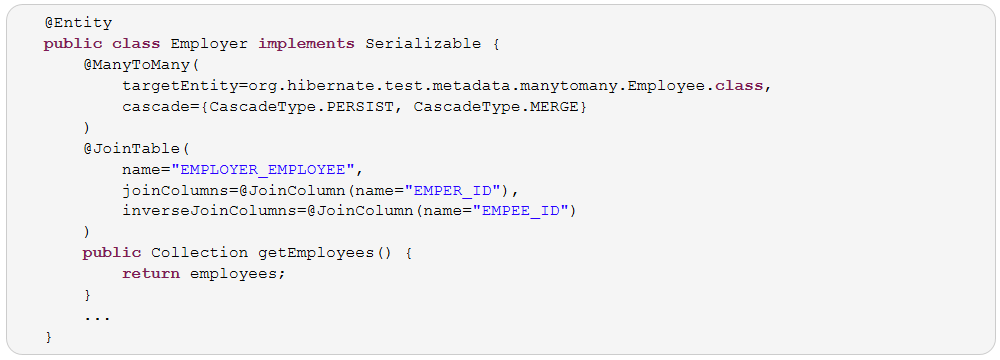 @Entity
public class Employer implements Serializable {
    @ManyToMany(
        targetEntity=org.hibernate.test.metadata.manytomany.Employee.class,
        cascade={CascadeType.PERSIST, CascadeType.MERGE}
    )
    @JoinTable(
        name="EMPLOYER_EMPLOYEE",
        joinColumns=@JoinColumn(name="EMPER_ID"),
        inverseJoinColumns=@JoinColumn(name="EMPEE_ID")
    )
    public Collection getEmployees() {
        return employees;
    }
    ...
}